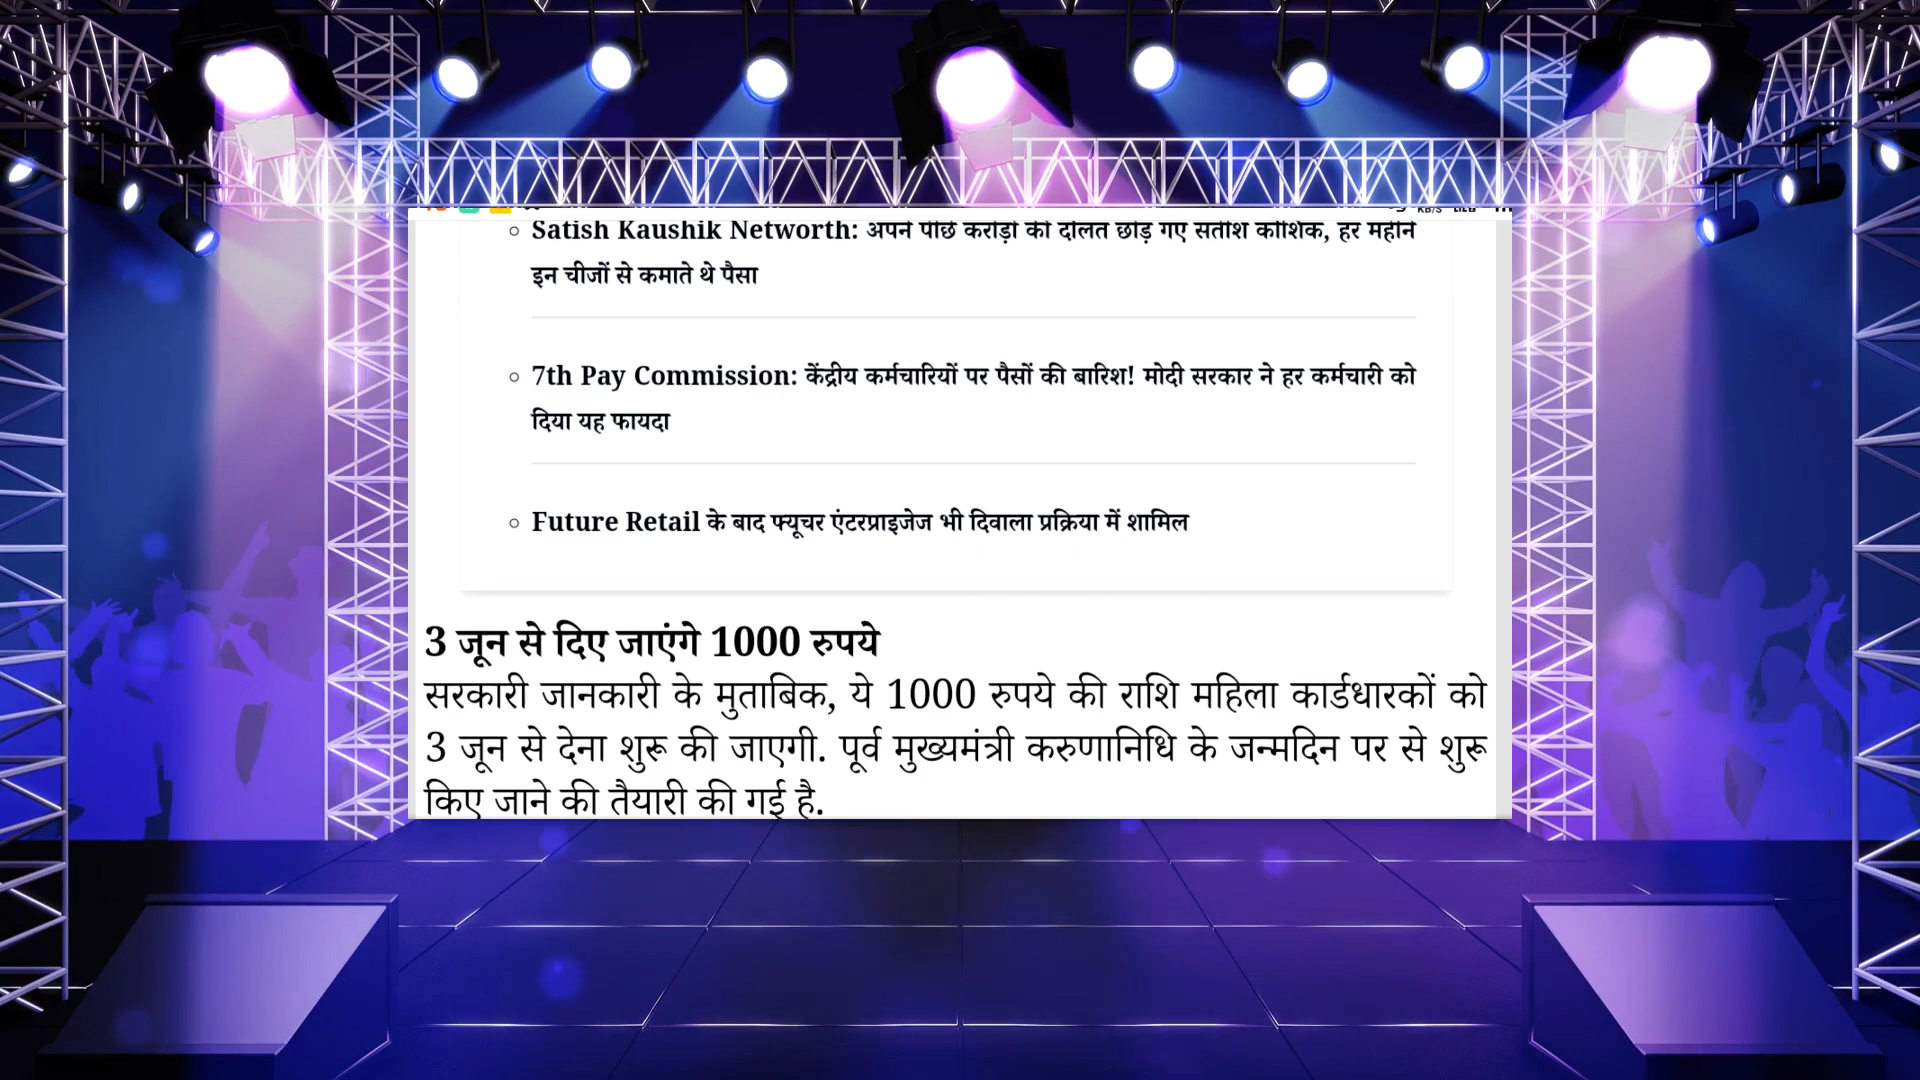 Satish Kaushik Networth: अपने पीछे करोड़ों की दौलत छोड़ गए सतीश कौशिक, हर महीने
इन चीजों से कमाते थे पैसा
7th Pay Commission: केंद्रीय कर्मचारियों पर पैसों की बारिश! मोदी सरकार ने हर कर्मचारी को
दिया यह फायदा
Future Retail के बाद फ्यूचर एंटरप्राइजेज भी दिवाला प्रक्रिया में शामिल
3 जून से दिए जाएंगे 1000 रुपये
सरकारी जानकारी के मुताबिक, ये 1000 रुपये की राशि महिला कार्डधारकों को
3 जून से देना शुरू की जाएगी. पूर्व मुख्यमंत्री करुणानिधि के जन्मदिन पर से शुरू
किए जाने की तैयारी की गई है.